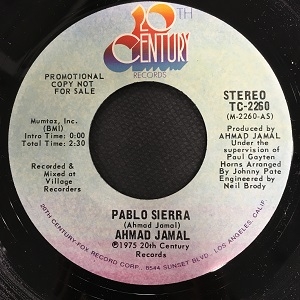 20TH
CENTURY
RECORDS
PROMOTIONAL
COPY NOT
FOR SALE
Mumtaz, Inc.
(BMI)
Intro Time: 0:00
Total Time: 2:30
Recorded &
Mixed at
Village
Recorders
STEREO
TC-2260
(M-2260-AS)
Produced by
AHMAD JAMAL
Under the
supervision of
Paul Gayten
Horns Arranged
By Johnny Pate
Engineered by
Neil Brody
PABLO SIERRA
(Ahmad Jamal)
AHMAD JAMAL
℗1975 20th Century
Records
20TH CENTURY-FOX RECORD CORP. 8544 SUNSET BLVD. - LOS ANGELES, CALIF.